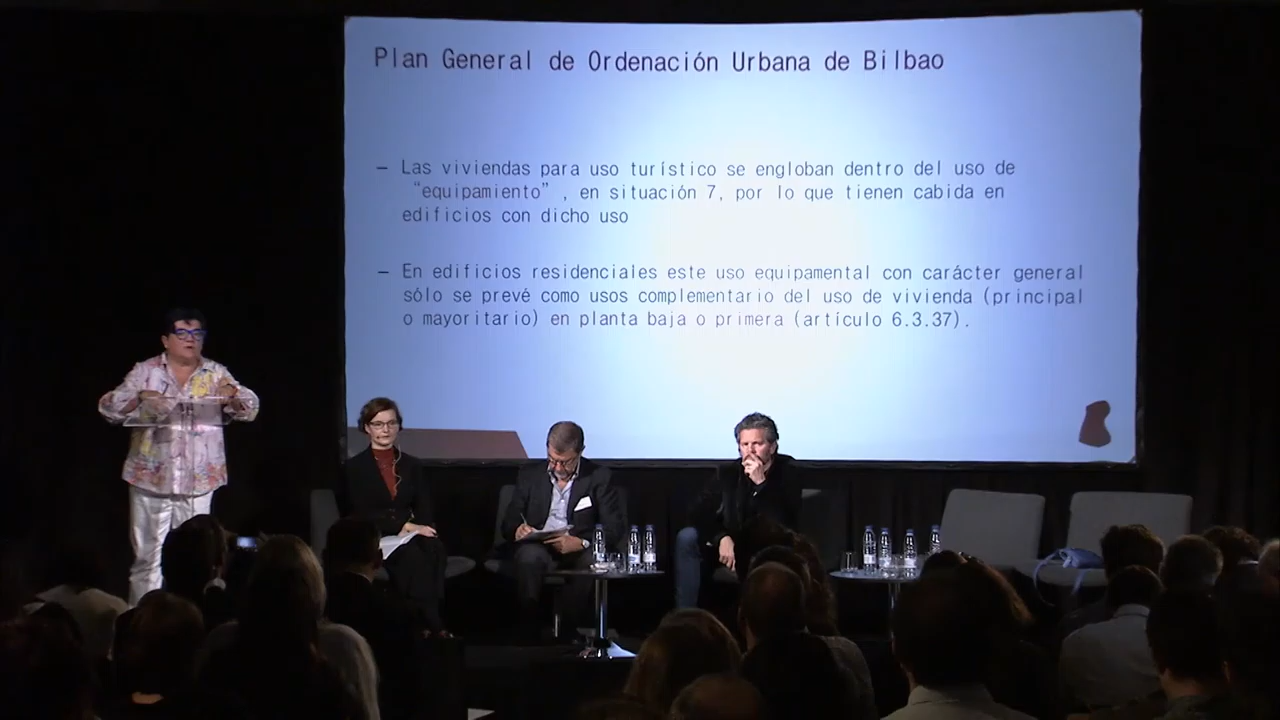 Plan General de Ordenación Urbana de Bilbao
– Las viviendas para uso turístico se engloban dentro del uso de
“equipamiento” , en situación 7, por lo que tienen cabida en
edificios con dicho uso
– En edificios residenciales este uso equipamental con carácter general
sólo se prevé como usos complementario del uso de vivienda (principal
o mayoritario) en planta baja o primera (artículo 6.3.37).